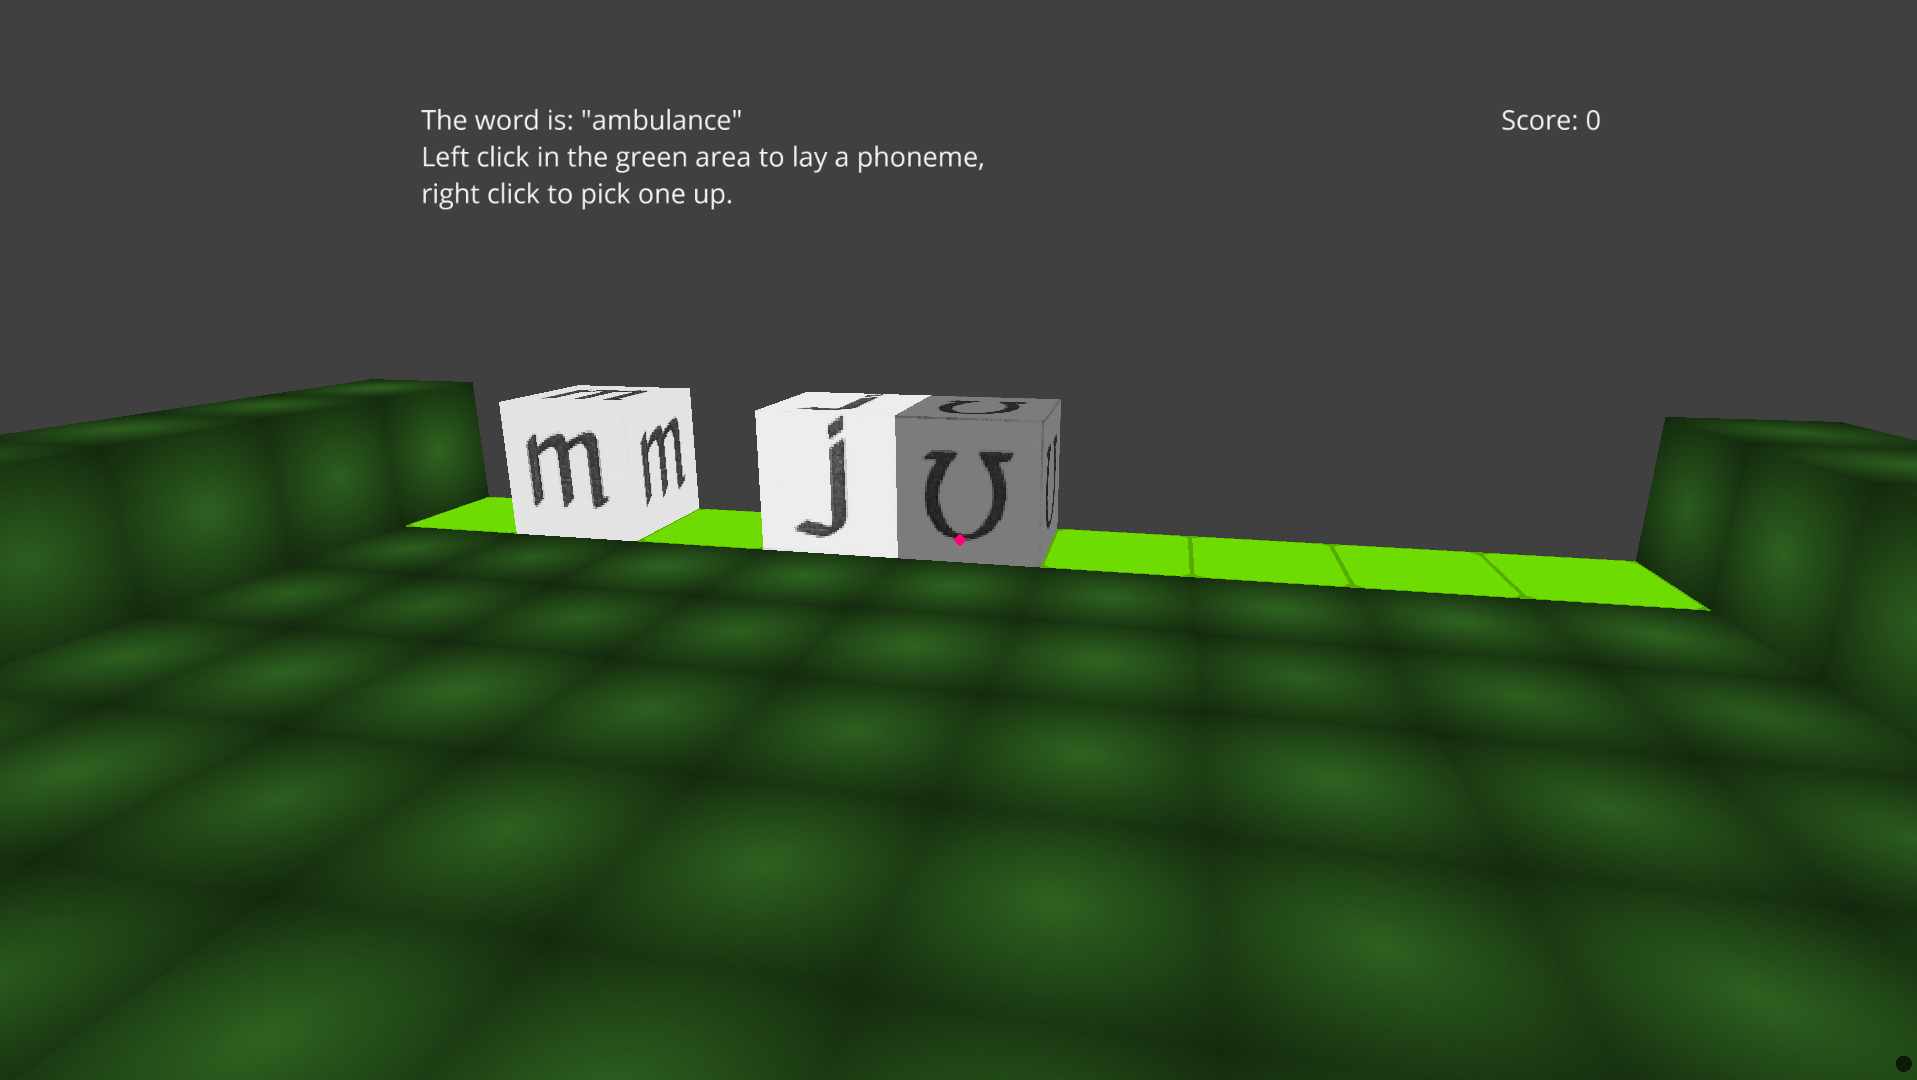 The word is: "ambulance"
Left click in the green area to lay a phoneme,
right click to pick one up.
Score: 0
m m m
j j
ʊ ʊ ʊ